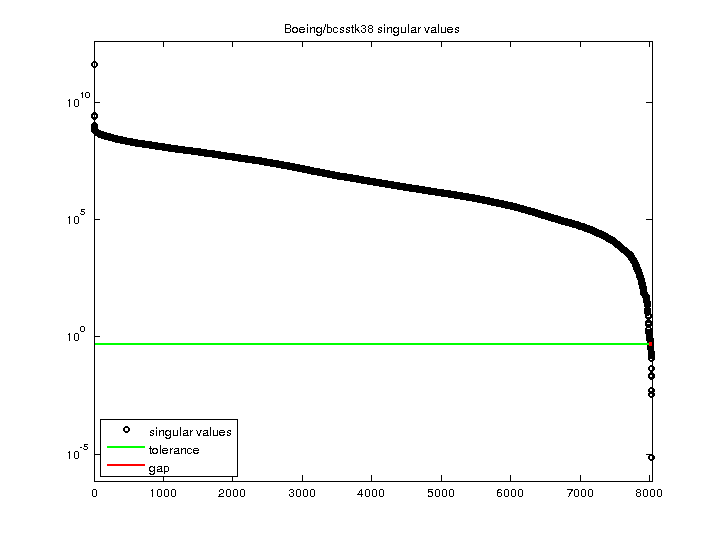 Boeing/bcsstk38 singular values
10^10
10^5
10^0
10^-5
singular values
tolerance
gap
0 1000 2000 3000 4000 5000 6000 7000 8000